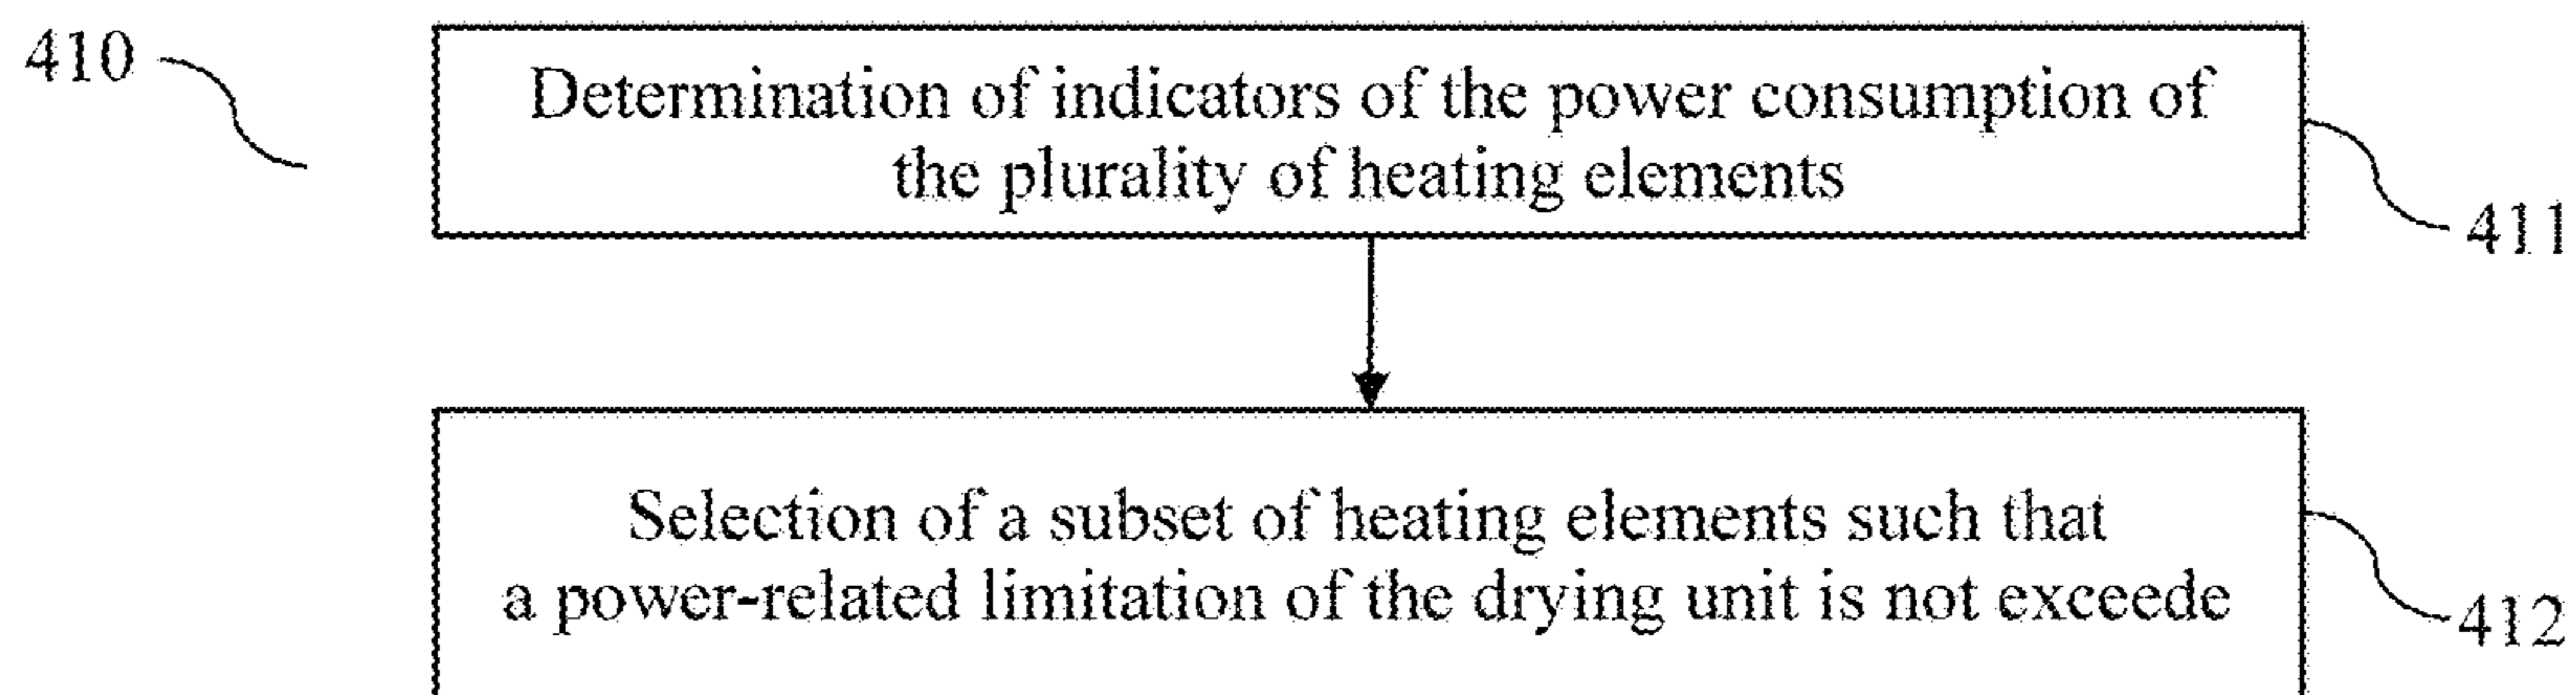 410
Determination of indicators of the power consumption of
the plurality of heating elements
411
Selection of a subset of heating elements such that
a power-related limitation of the drying unit is not exceede
412